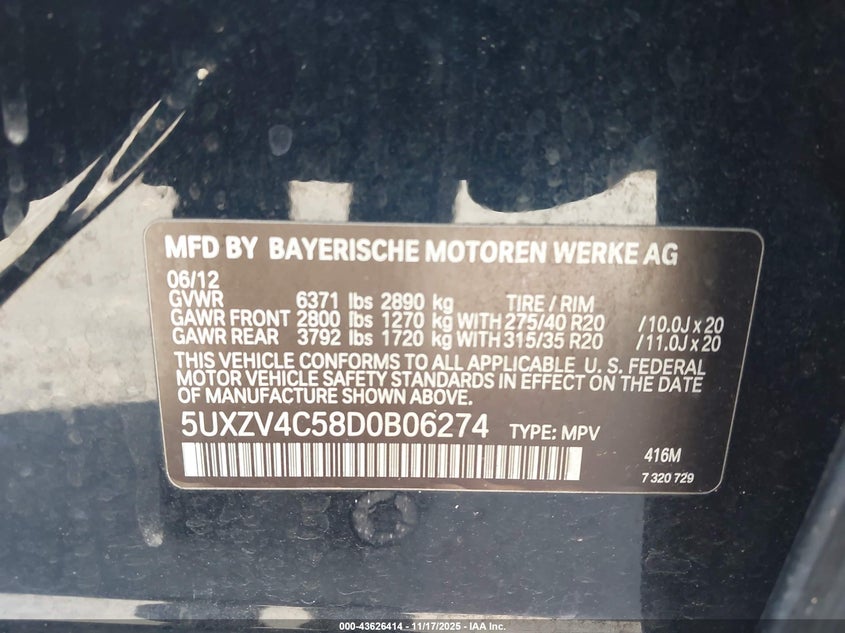 MFD BY BAYERISCHE MOTOREN WERKE AG
06/12
GVWR 6371 lbs 2890 kg TIRE / RIM
GAWR FRONT 2800 lbs 1270 kg WITH 275/40 R20 /10.0J x 20
GAWR REAR 3792 lbs 1720 kg WITH 315/35 R20 /11.0J x 20
THIS VEHICLE CONFORMS TO ALL APPLICABLE U. S. FEDERAL
MOTOR VEHICLE SAFETY STANDARDS IN EFFECT ON THE DATE
OF MANUFACTURE SHOWN ABOVE.
5UXZV4C58D0B06274 TYPE: MPV
416M
7 320 729
000-43626414 - 11/17/2025 - IAA Inc.